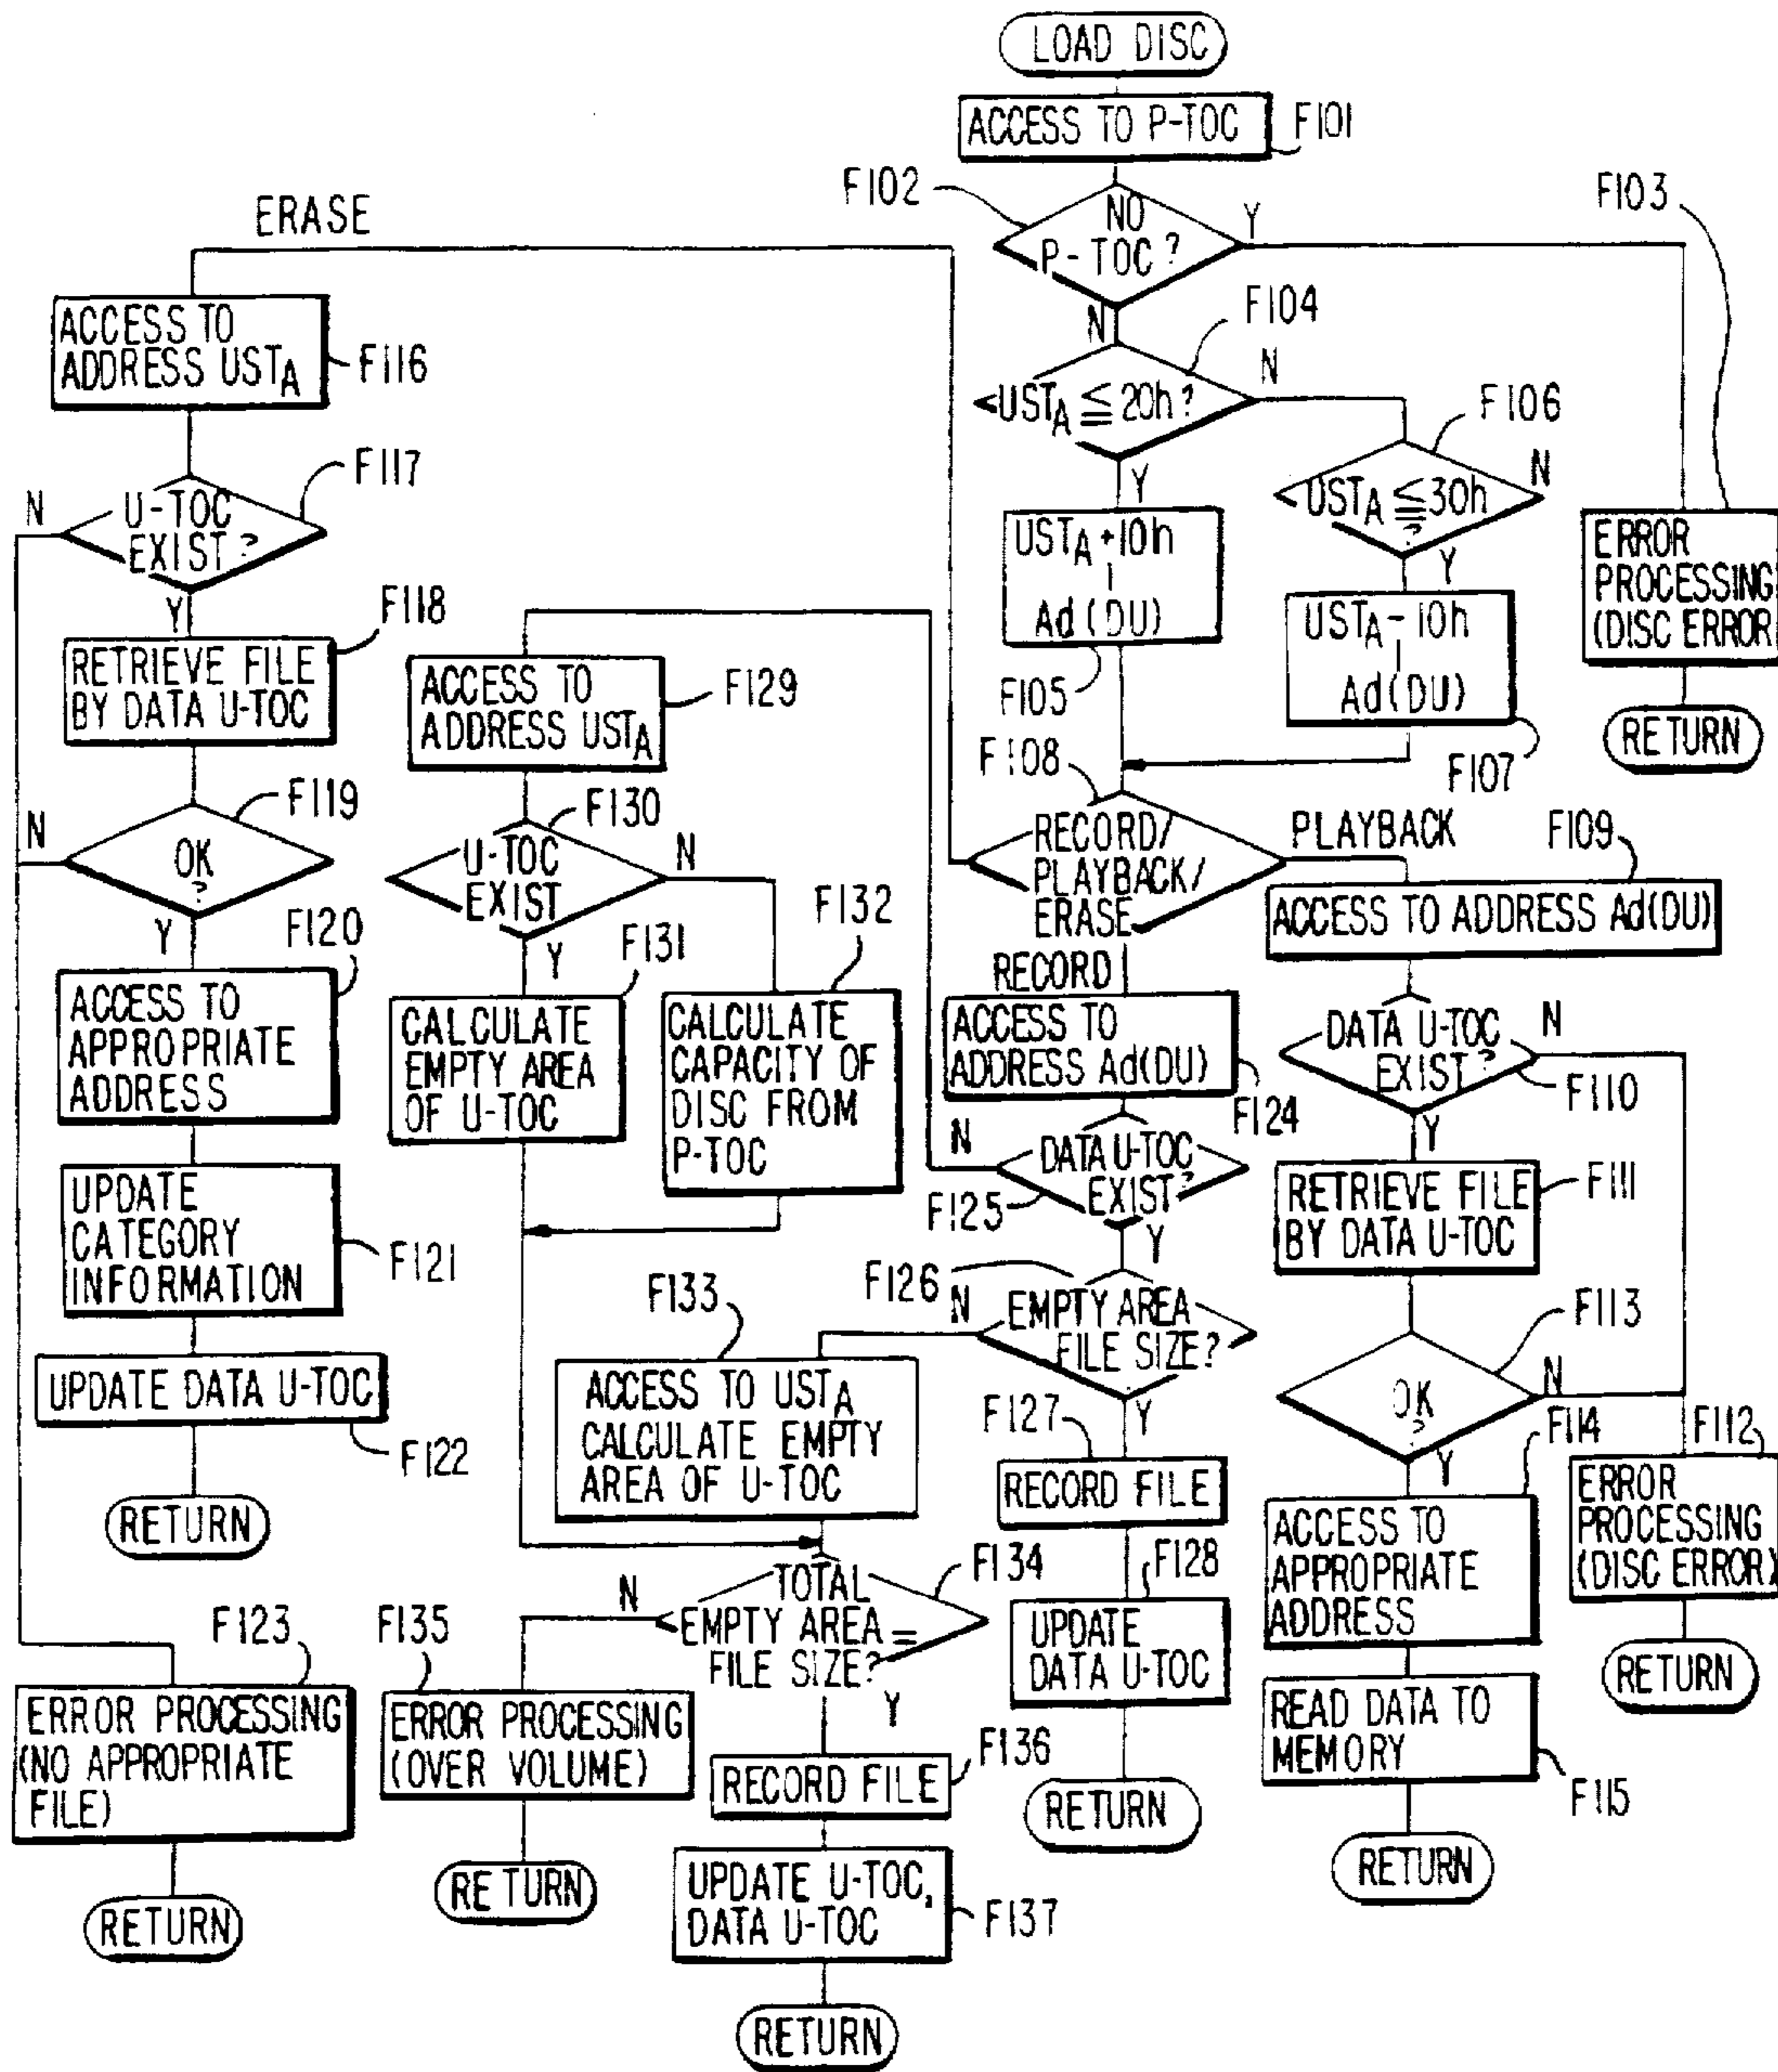 LOAD DISC
ACCESS TO P-TOC
F101
F102
NO
P-TOC?
Y
N
F103
ERROR
PROCESSING
(DISC ERROR
RETURN
F104
USTA ≦ 20h?
N
Y
F106
USTA ≦ 30h
?
N
Y
USTA + 10h
Ad (DU)
F105
USTA - 10h
Ad (DU)
F107
F108
RECORD/
PLAYBACK/
ERASE
ERASE
PLAYBACK
RECORD
F109
ACCESS TO ADDRESS Ad(DU)
DATA U-TOC
EXIST?
N
Y
F110
RETRIEVE FILE
BY DATA U-TOC
F111
F113
OK
?
N
Y
F114
ACCESS TO
APPROPRIATE
ADDRESS
READ DATA TO
MEMORY
F115
RETURN
F112
ERROR
PROCESSING
(DISC ERROR)
RETURN
ACCESS TO
ADDRESS USTA
F116
F117
U-TOC
EXIST?
N
Y
F118
RETRIEVE FILE
BY DATA U-TOC
F119
OK
?
N
Y
F120
ACCESS TO
APPROPRIATE
ADDRESS
UPDATE
CATEGORY
INFORMATION
F121
UPDATE DATA U-TOC
F122
RETURN
F123
ERROR PROCESSING
(NO APPROPRIATE
FILE)
RETURN
ACCESS TO
ADDRESS Ad(DU)
F124
DATA U-TOC
EXIST?
N
Y
F125
F126
EMPTY AREA
FILE SIZE?
N
Y
F127
RECORD FILE
F128
UPDATE
DATA U-TOC
RETURN
ACCESS TO
ADDRESS USTA
F129
F130
U-TOC
EXIST
N
Y
F131
CALCULATE
EMPTY AREA
OF U-TOC
F132
CALCULATE
CAPACITY OF
DISC FROM
P-TOC
F133
ACCESS TO USTA
CALCULATE EMPTY
AREA OF U-TOC
F134
TOTAL
EMPTY AREA =
FILE SIZE?
N
Y
F135
ERROR PROCESSING
(OVER VOLUME)
RETURN
F136
RECORD FILE
UPDATE U-TOC,
DATA U-TOC
F137
RETURN